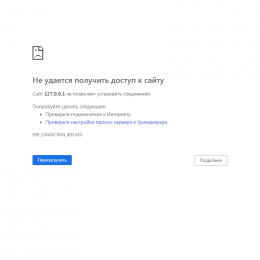 Не удается получить доступ к сайту
Сайт 127.0.0.1 не позволяет установить соединение.
Попробуйте сделать следующее:
Проверьте подключение к Интернету.
Проверьте настройки прокси-сервера и брандмауэра.
ERR_CONNECTION_REFUSED
Перезагрузить
Подробнее